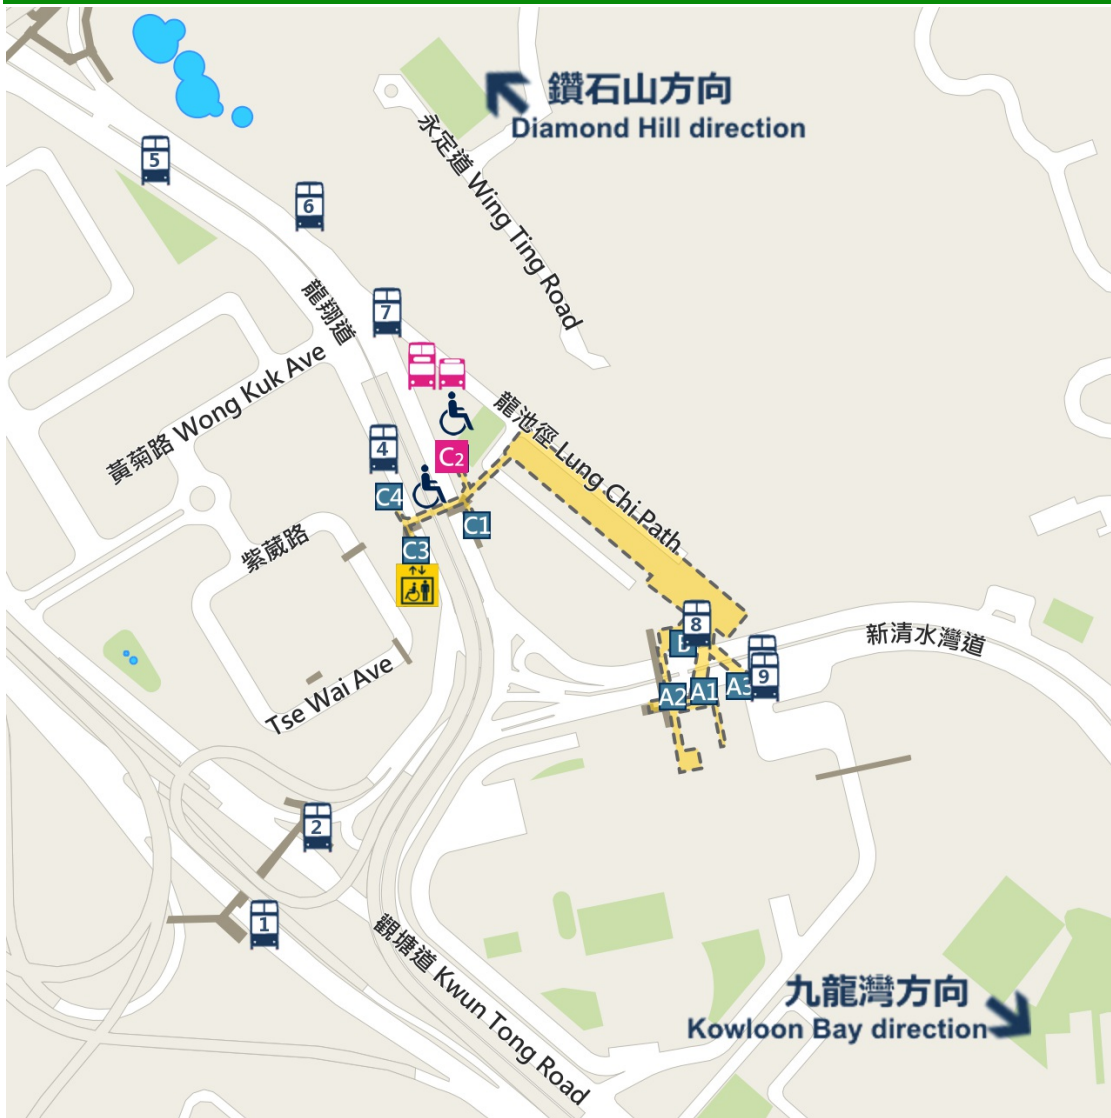 鑽石山方向
Diamond Hill direction
永定道 Wing Ting Road
5
6
龍翔道
7
黃菊路 Wong Kuk Ave
龍池徑 Lung Chi Path
4
C2
C4
C1
紫葳路
C3
8
B
新清水灣道
9
A2
A1
A3
Tse Wai Ave
2
1
觀塘道 Kwun Tong Road
九龍灣方向
Kowloon Bay direction